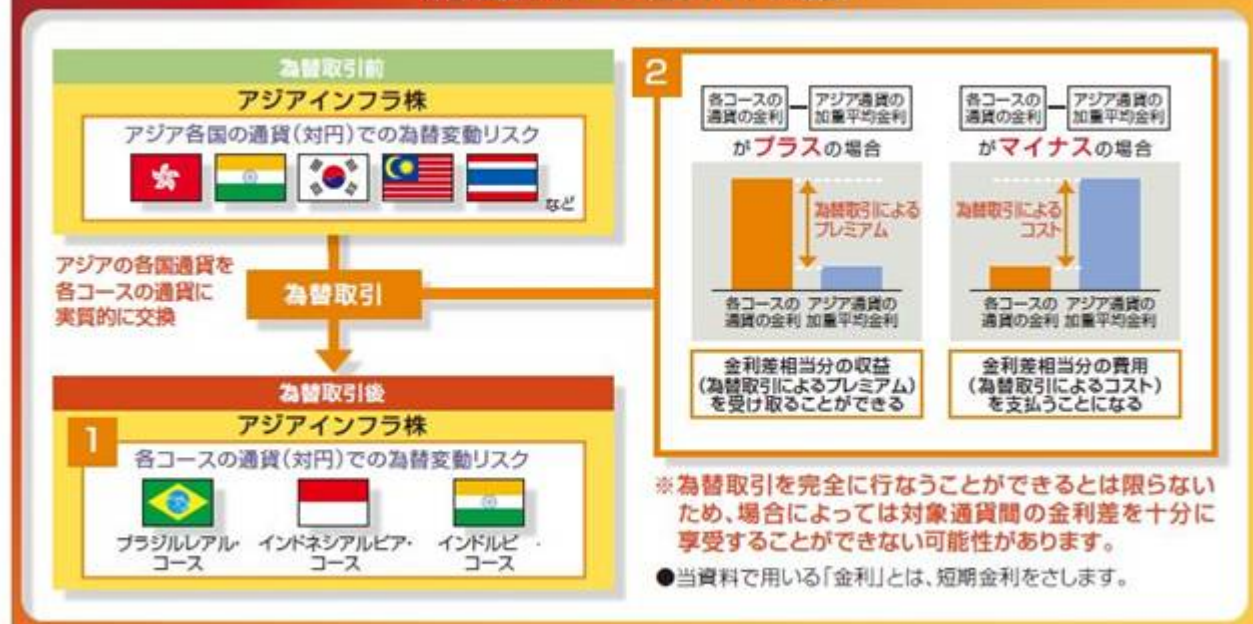 為替取引前
アジアインフラ株
アジア各国の通貨(対円)での為替変動リスク
など
アジアの各国通貨を
各コースの通貨に
実質的に交換
為替取引
為替取引後
アジアインフラ株
1
各コースの通貨(対円)での為替変動リスク
ブラジルレアル・
コース
インドネシアルピア・
コース
インドルピ ・
コース
2
各コースの
通貨の金利
ー
アジア通貨の
加重平均金利
がプラスの場合
為替取引による
プレミアム
各コースの
通貨の金利
アジア通貨の
加重平均金利
金利差相当分の収益
(為替取引によるプレミアム)
を受け取ることができる
各コースの
通貨の金利
ー
アジア通貨の
加重平均金利
がマイナスの場合
為替取引による
コスト
各コースの
通貨の金利
アジア通貨の
加重平均金利
金利差相当分の費用
(為替取引によるコスト)
を支払うことになる
※為替取引を完全に行なうことができるとは限らない
ため、場合によっては対象通貨間の金利差を十分に
享受することができない可能性があります。
●当資料で用いる「金利」とは、短期金利をさします。